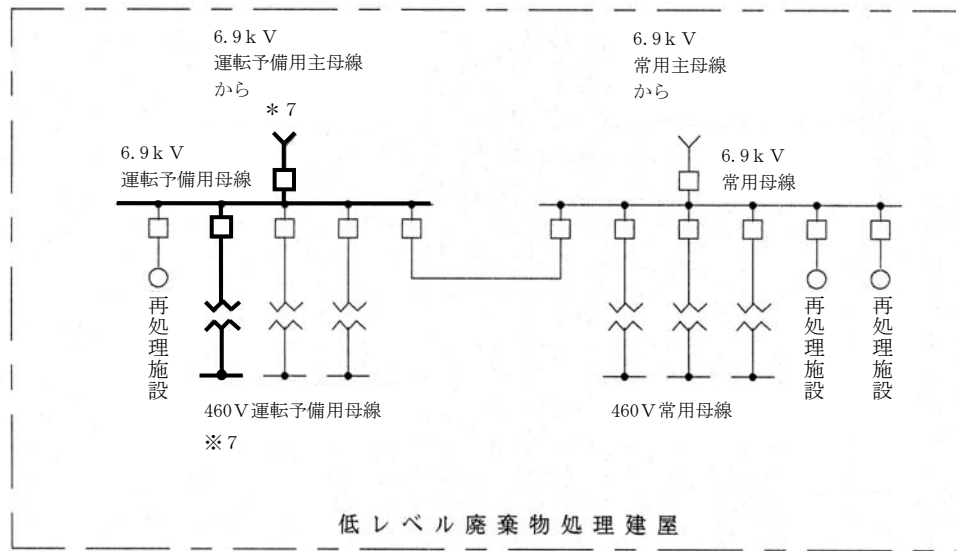 6.9kV
運転予備用主母線
から
＊7
6.9kV
常用主母線
から
6.9kV
運転予備用母線
6.9kV
常用母線
再処理施設
再処理施設
再処理施設
460V運転予備用母線
※7
460V常用母線
低レベル廃棄物処理建屋